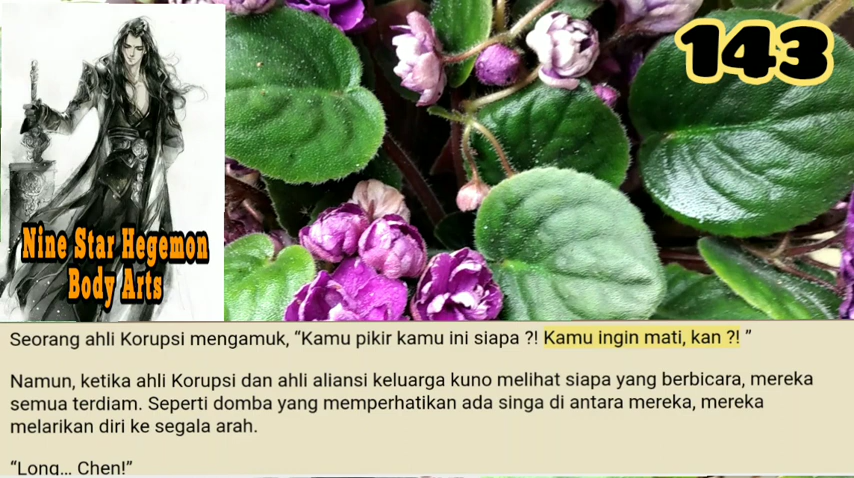 143
Nine Star Hegemon
Body Arts
Seorang ahli Korupsi mengamuk, “Kamu pikir kamu ini siapa ?! Kamu ingin mati, kan ?! ”
Namun, ketika ahli Korupsi dan ahli aliansi keluarga kuno melihat siapa yang berbicara, mereka
semua terdiam. Seperti domba yang memperhatikan ada singa di antara mereka, mereka
melarikan diri ke segala arah.
“Long… Chen!”